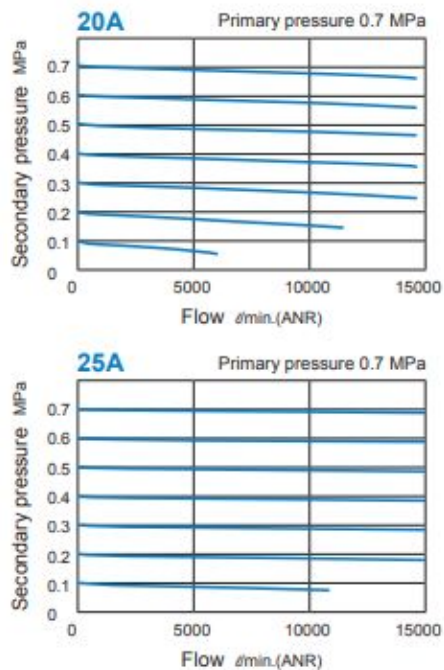 20A Primary pressure 0.7 MPa
Secondary pressure MPa
0.7
0.6
0.5
0.4
0.3
0.2
0.1
0
0 5000 10000 15000
Flow ℓ/min.(ANR)
25A Primary pressure 0.7 MPa
Secondary pressure MPa
0.7
0.6
0.5
0.4
0.3
0.2
0.1
0
0 5000 10000 15000
Flow ℓ/min.(ANR)